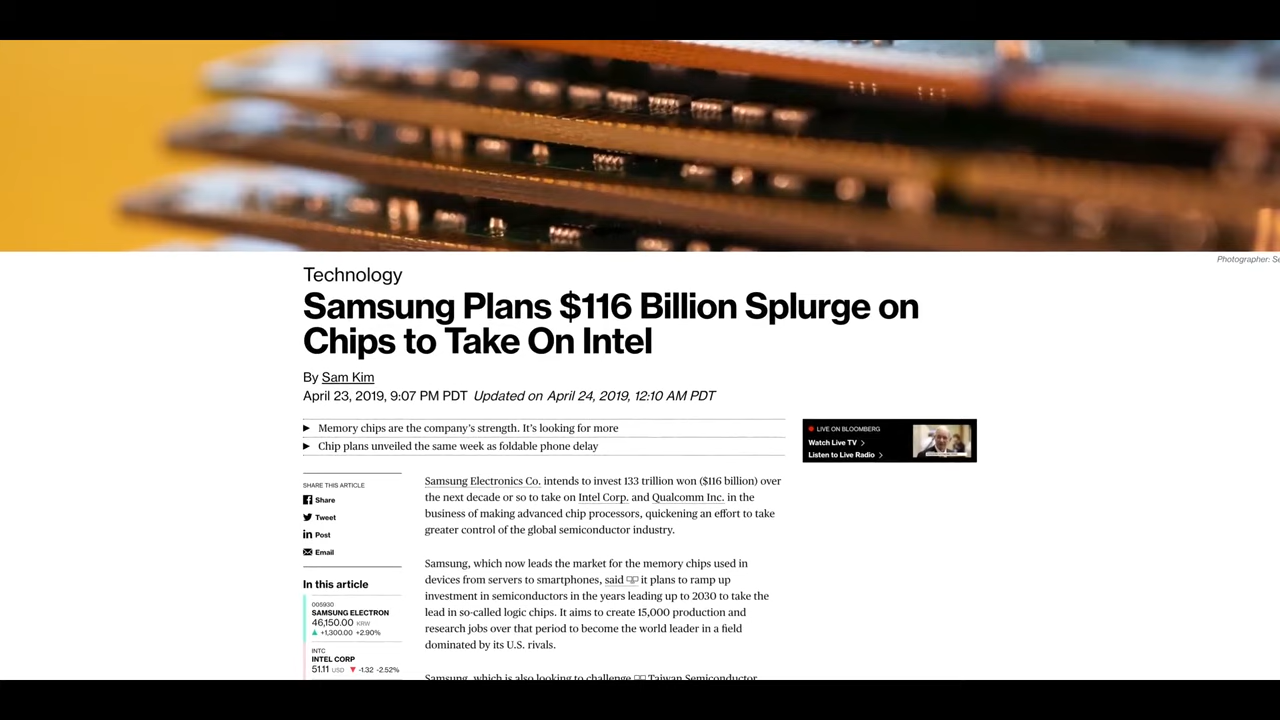 Photographer: Se
Technology
Samsung Plans $116 Billion Splurge on
Chips to Take On Intel
By Sam Kim
April 23, 2019, 9:07 PM PDT Updated on April 24, 2019, 12:10 AM PDT
▶ Memory chips are the company's strength. It's looking for more
▶ Chip plans unveiled the same week as foldable phone delay
LIVE ON BLOOMBERG
Watch Live TV >
Listen to Live Radio >
SHARE THIS ARTICLE
Share
Tweet
Post
Email
In this article
005930
SAMSUNG ELECTRON
46,150.00 KRW
▲ +1,300.00 +2.90%
INTC
INTEL CORP
51.11 USD ▼ -1.32 -2.52%
Samsung Electronics Co. intends to invest 133 trillion won ($116 billion) over
the next decade or so to take on Intel Corp. and Qualcomm Inc. in the
business of making advanced chip processors, quickening an effort to take
greater control of the global semiconductor industry.
Samsung, which now leads the market for the memory chips used in
devices from servers to smartphones, said it plans to ramp up
investment in semiconductors in the years leading up to 2030 to take the
lead in so-called logic chips. It aims to create 15,000 production and
research jobs over that period to become the world leader in a field
dominated by its U.S. rivals.
Samsung, which is also looking to challenge Taiwan Semiconductor